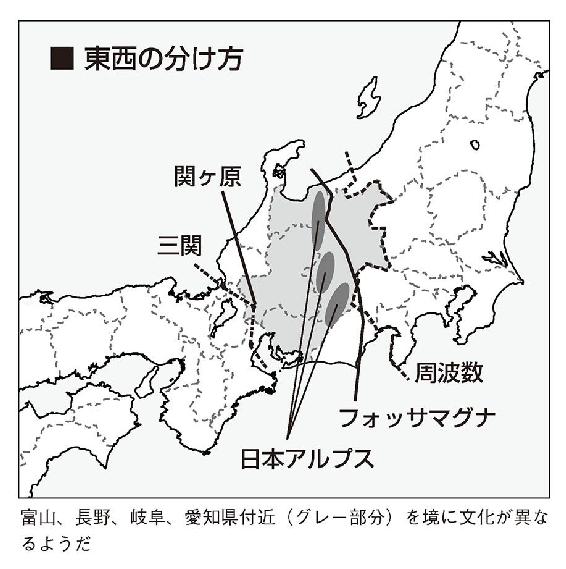 ■ 東西の分け方
関ヶ原
三関
周波数
フォッサマグナ
日本アルプス
富山、長野、岐阜、愛知県付近（グレー部分）を境に文化が異な
るようだ